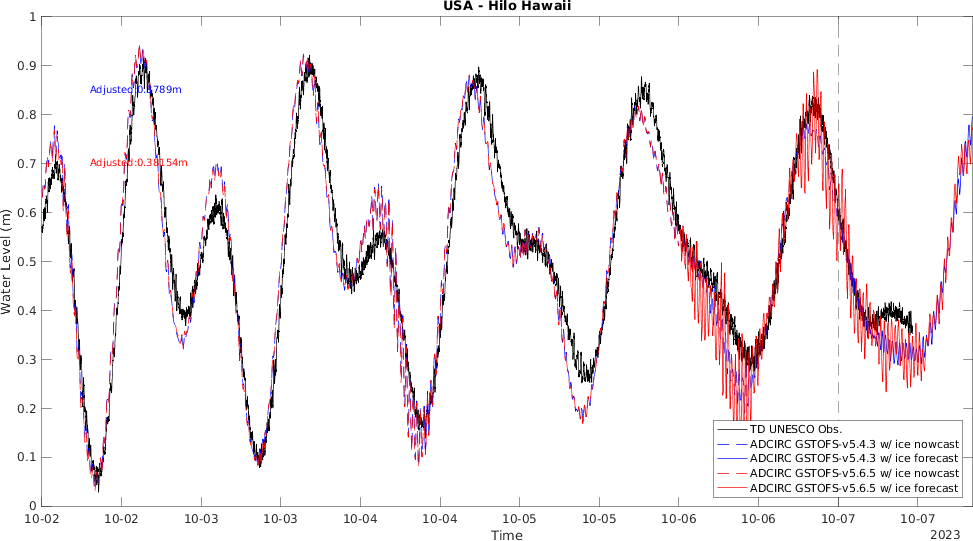 USA - Hilo Hawaii
1
0.9
0.8
0.7
0.6
0.5
0.4
0.3
0.2
0.1
0
Water Level (m)
Adjusted:0.3789m
Adjusted:0.38154m
TD UNESCO Obs.
ADCIRC GSTOFS-v5.4.3 w/ ice nowcast
ADCIRC GSTOFS-v5.4.3 w/ ice forecast
ADCIRC GSTOFS-v5.6.5 w/ ice nowcast
ADCIRC GSTOFS-v5.6.5 w/ ice forecast
10-02 10-02 10-03 10-03 10-04 10-04 10-05 10-05 10-06 10-06 10-07 10-07
Time
2023